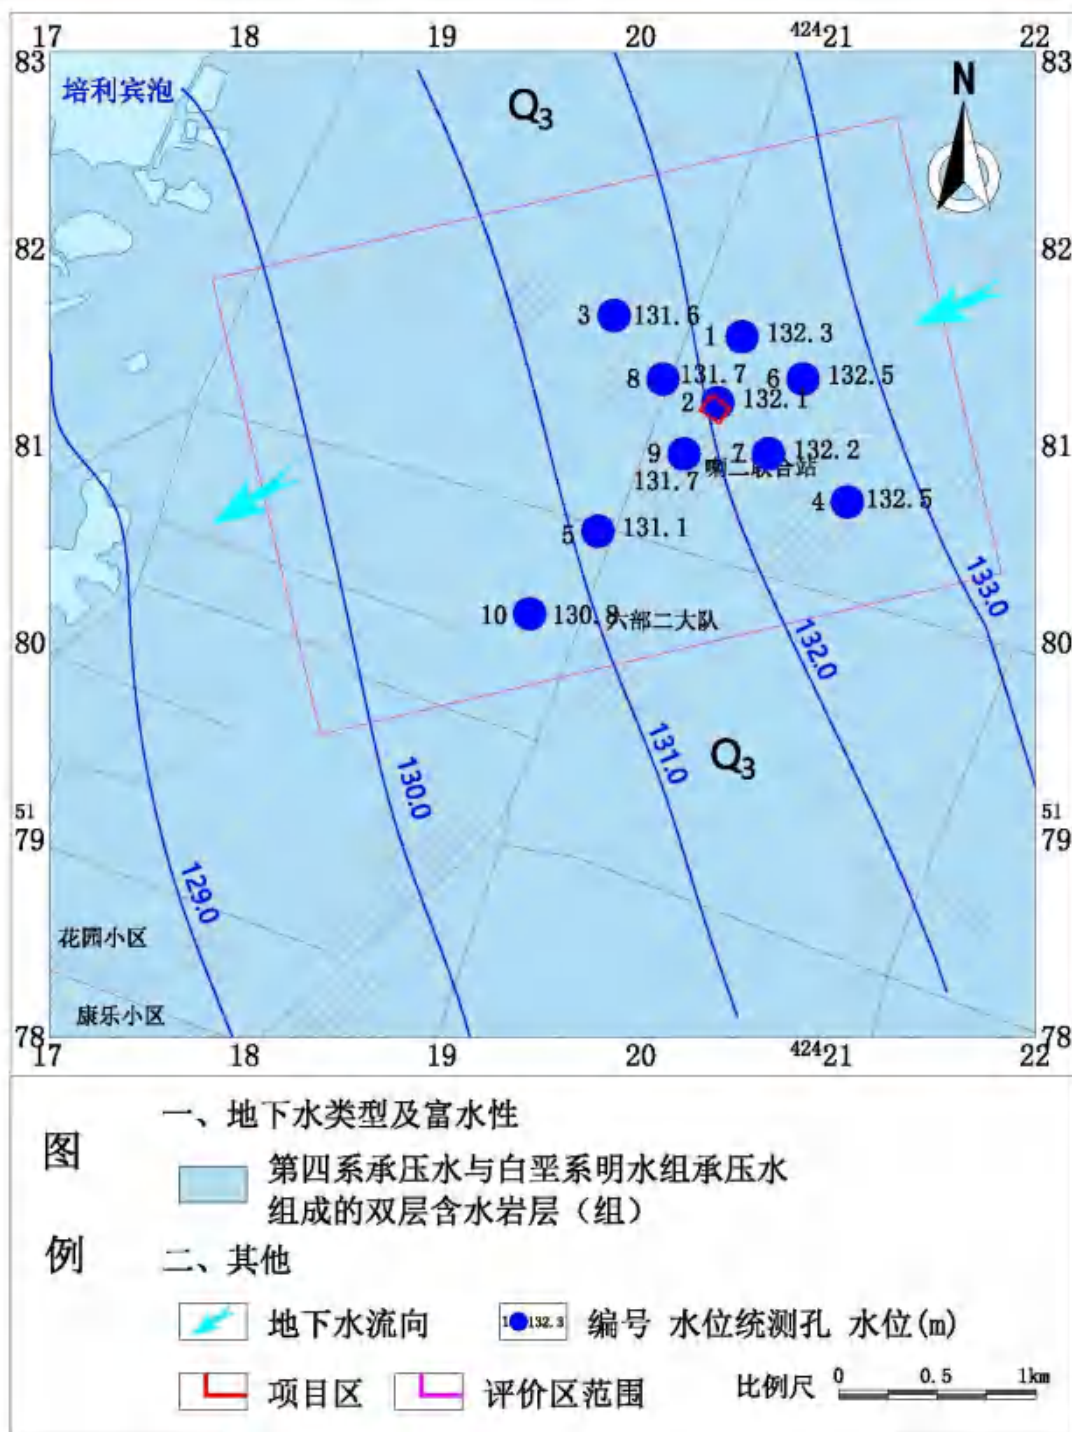 17 18 19 20 42421 22
83 83
培利宾泡
Q3
N
82 82
3 131.6
1 132.3
8 131.7
6 132.5
2 132.1
81 81
9 131.7
7 132.2
喇二联合站
4 132.5
5 131.1
133.0
10
六部二大队
80 80
132.0
131.0
Q3
130.0
51 51
79 79
129.0
花园小区
康乐小区
78 78
17 18 19 20 42421 22
图例
一、地下水类型及富水性
第四系承压水与白垩系明水组承压水
组成的双层含水岩层（组）
二、其他
地下水流向
1 132.3
编号 水位统测孔 水位(m)
项目区
评价区范围
比例尺 0 0.5 1km